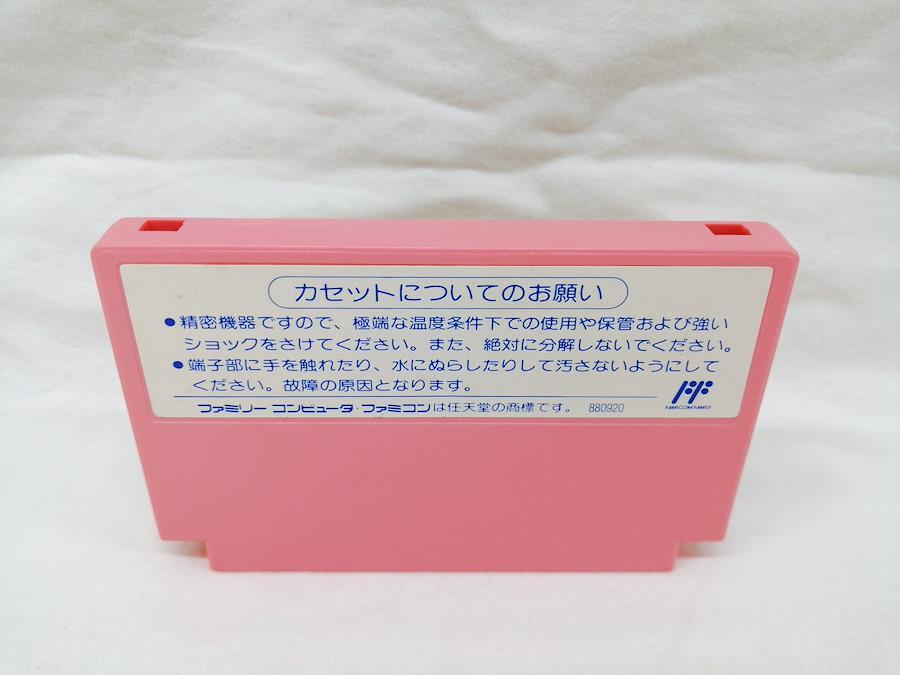 カセットについてのお願い
●精密機器ですので、極端な温度条件下での使用や保管および強い
ショックをさけてください。また、絶対に分解しないでください。
●端子部に手を触れたり、水にぬらしたりして汚さないようにして
ください。故障の原因となります。
FAMICOM FAMILY
ファミリー コンピュータ・ファミコンは任天堂の商標です。 880920